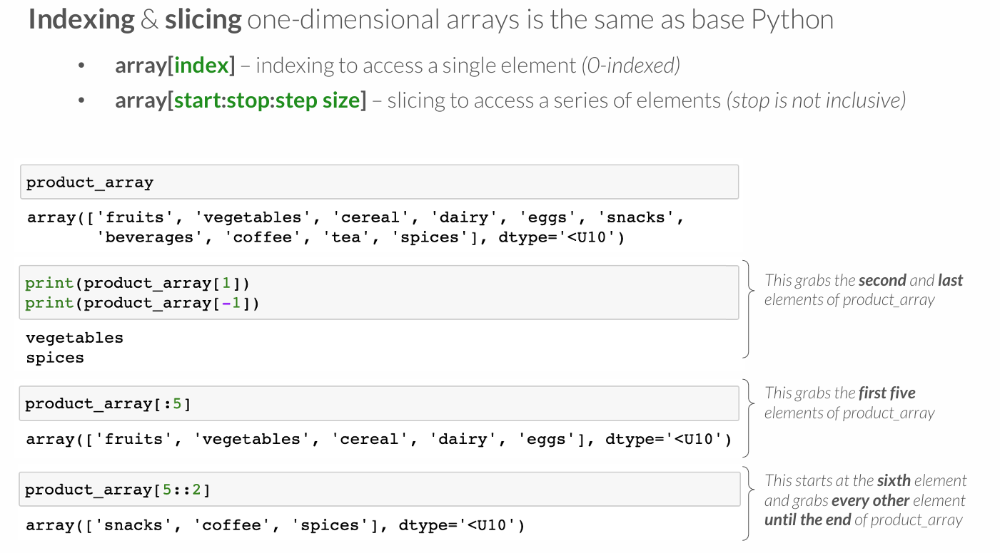 Indexing & slicing one-dimensional arrays is the same as base Python
• array[index] – indexing to access a single element (0-indexed)
• array[start:stop:step size] – slicing to access a series of elements (stop is not inclusive)
product_array
array(['fruits', 'vegetables', 'cereal', 'dairy', 'eggs', 'snacks',
       'beverages', 'coffee', 'tea', 'spices'], dtype='<U10')
print(product_array[1])
print(product_array[-1])
vegetables
spices
This grabs the second and last
elements of product_array
product_array[:5]
array(['fruits', 'vegetables', 'cereal', 'dairy', 'eggs'], dtype='<U10')
This grabs the first five
elements of product_array
product_array[5::2]
array(['snacks', 'coffee', 'spices'], dtype='<U10')
This starts at the sixth element
and grabs every other element
until the end of product_array